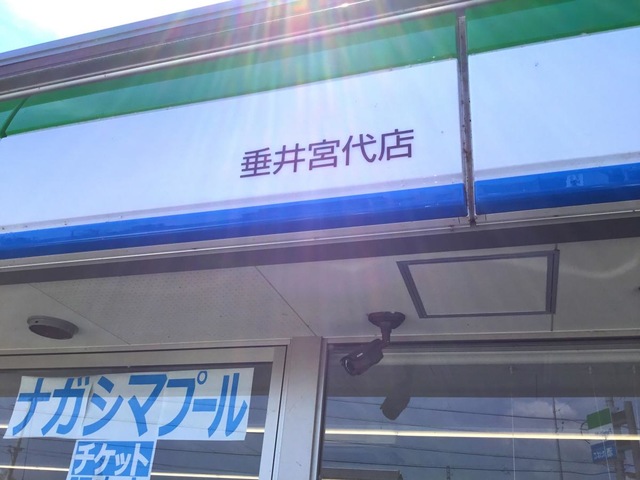 垂井宮代店
ナガシマプール
チケット